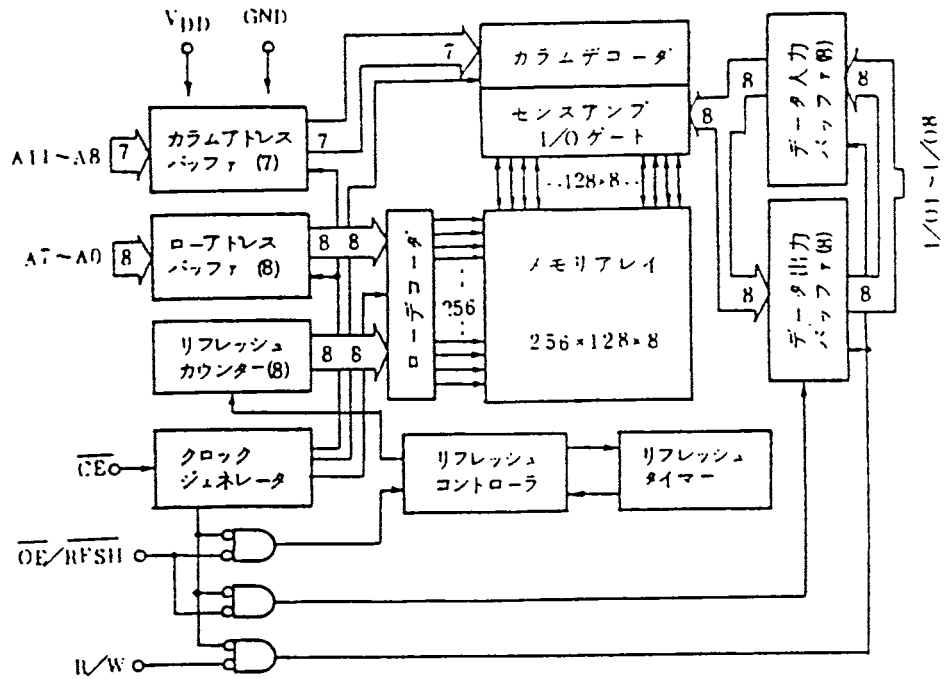 VDD GND
カラムデコーダ
センスアンプ
I/Oゲート
データ入力
バッファ(8)
データ出力
バッファ(8)
I/O1~I/O8
カラムアドレス
バッファ(7)
ローアドレス
バッファ(8)
A7~A0
リフレッシュ
カウンター(8)
ローデコーダ
256
‥128×8‥
メモリアレイ
256×128×8
7
7
7
8
8 8
8 8
8
8
8
8
8
8
CE
クロック
ジェネレータ
リフレッシュ
コントローラ
リフレッシュ
タイマー
OE/RFSH
R/W